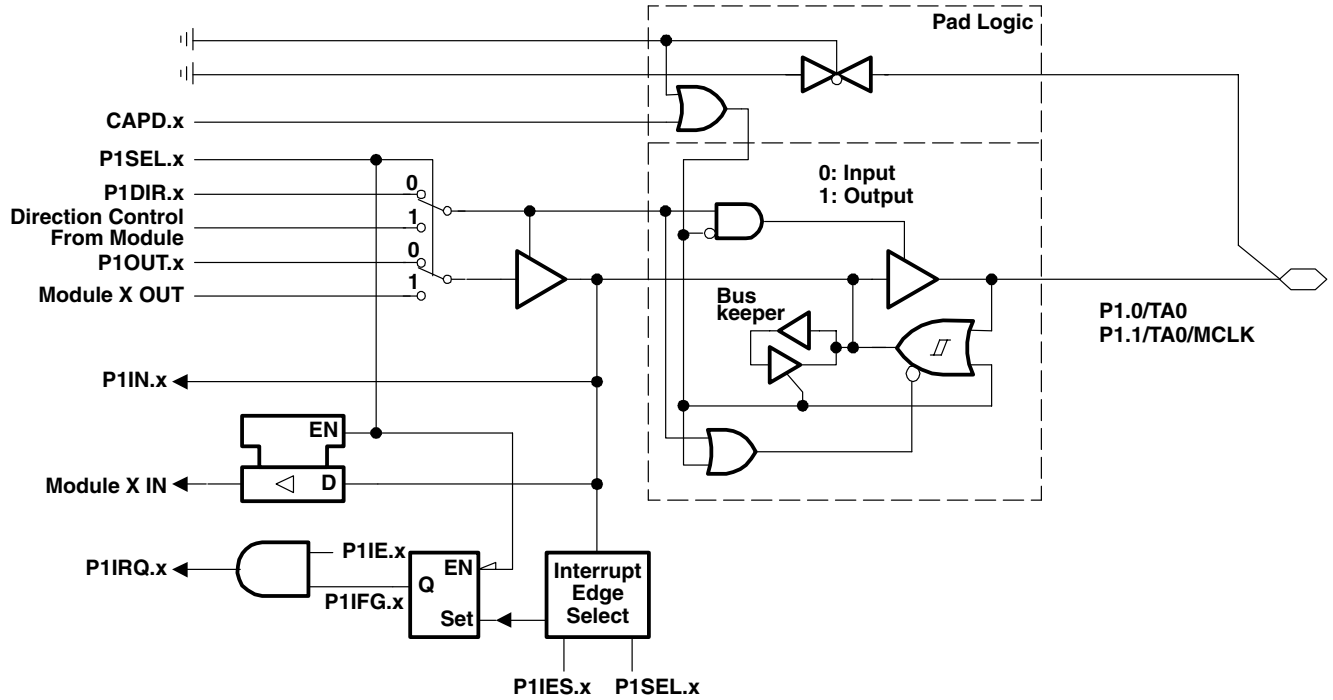 Pad Logic
CAPD.x
P1SEL.x
0: Input
1: Output
P1DIR.x
0
Direction Control
From Module
1
P1OUT.x
0
Module X OUT
1
Bus
keeper
P1.0/TA0
P1.1/TA0/MCLK
P1IN.x
EN
Module X IN
D
P1IRQ.x
P1IE.x
P1IFG.x
EN
Q
Set
Interrupt
Edge
Select
P1IES.x
P1SEL.x